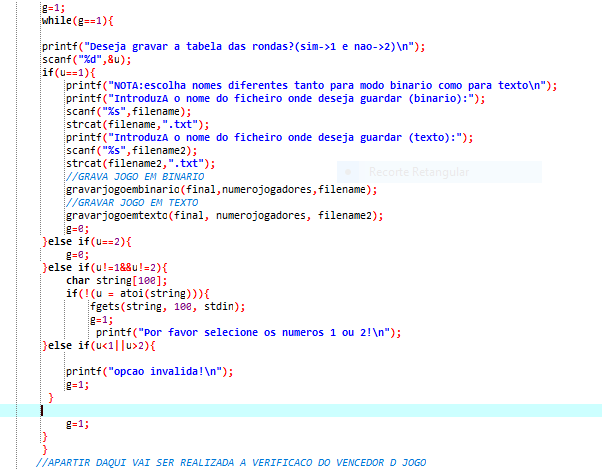 g=1;
while(g==1){
printf("Deseja gravar a tabela das rondas?(sim->1 e nao->2)\n");
scanf("%d",&u);
if(u==1){
printf("NOTA:escolha nomes diferentes tanto para modo binario como para texto\n");
printf("IntroduzA o nome do ficheiro onde deseja guardar (binario):");
scanf("%s",filename);
strcat(filename,".txt");
printf("IntroduzA o nome do ficheiro onde deseja guardar (texto):");
scanf("%s",filename2);
strcat(filename2,".txt");
Recorte Retangular
//GRAVA JOGO EM BINARIO
gravarjogoembinario(final,numerojogadores,filename);
//GRAVAR JOGO EM TEXTO
gravarjogoemtexto(final, numerojogadores, filename2);
g=0;
}else if(u==2){
g=0;
}else if(u!=1&&u!=2){
char string[100];
if(!(u = atoi(string))){
fgets(string, 100, stdin);
g=1;
printf("Por favor selecione os numeros 1 ou 2!\n");
}else if(u<1||u>2){
printf("opcao invalida!\n");
g=1;
}
g=1;
}
}
//APARTIR DAQUI VAI SER REALIZADA A VERIFICACO DO VENCEDOR D JOGO